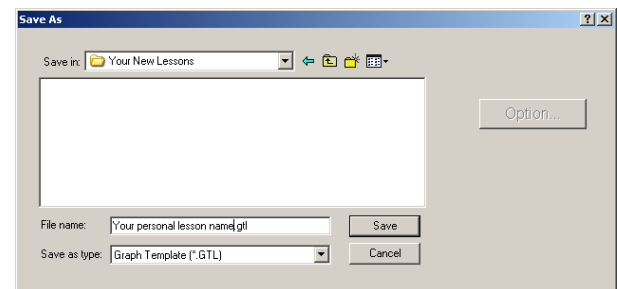 Save As
Save in: Your New Lessons
Option...
File name: Your personal lesson name.gtl Save
Save as type: Graph Template (*.GTL) Cancel